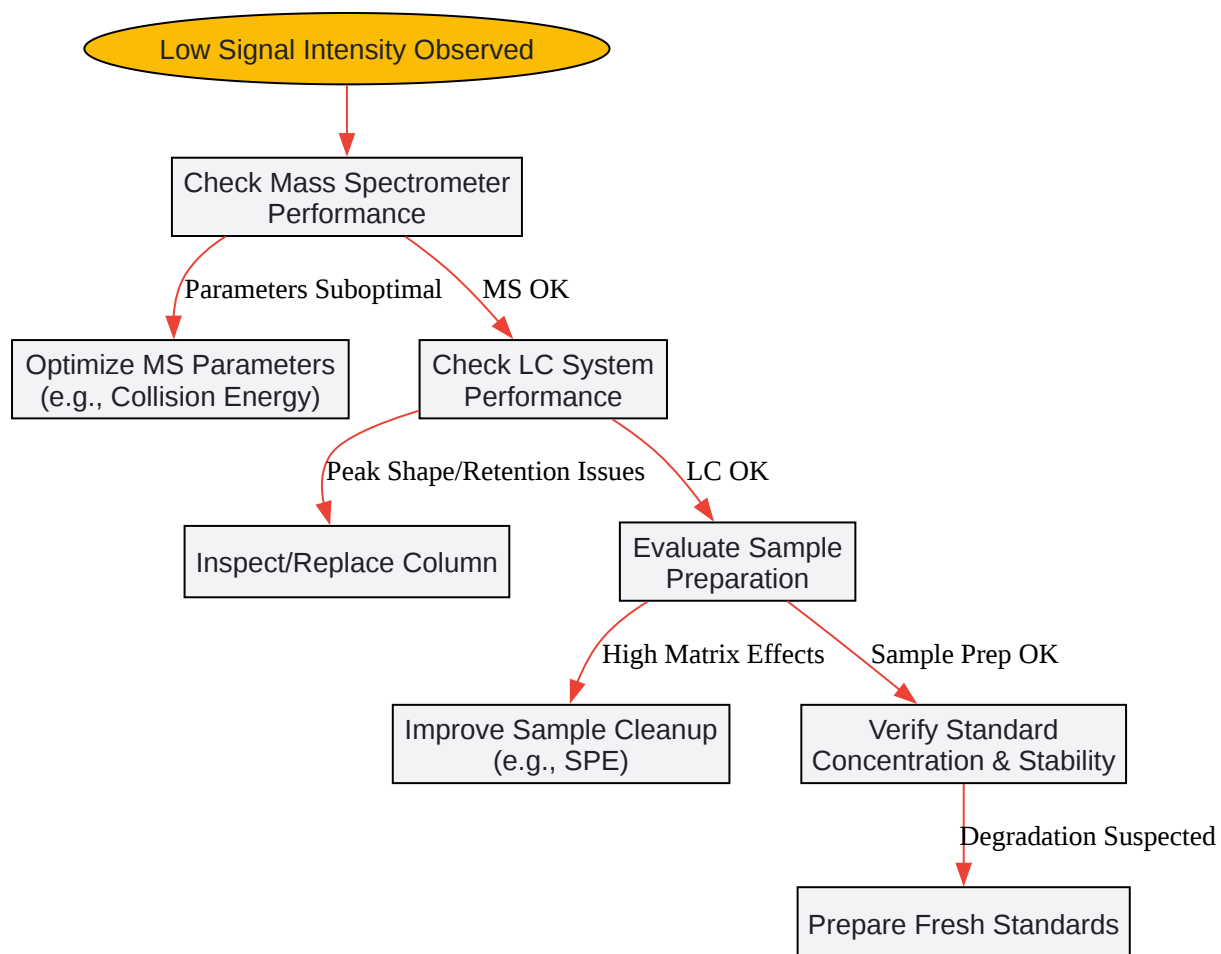 Low Signal Intensity Observed
Check Mass Spectrometer
Performance
Parameters Suboptimal
MS OK
Optimize MS Parameters
(e.g., Collision Energy)
Check LC System
Performance
Peak Shape/Retention Issues
LC OK
Inspect/Replace Column
Evaluate Sample
Preparation
High Matrix Effects
Sample Prep OK
Improve Sample Cleanup
(e.g., SPE)
Verify Standard
Concentration & Stability
Degradation Suspected
Prepare Fresh Standards